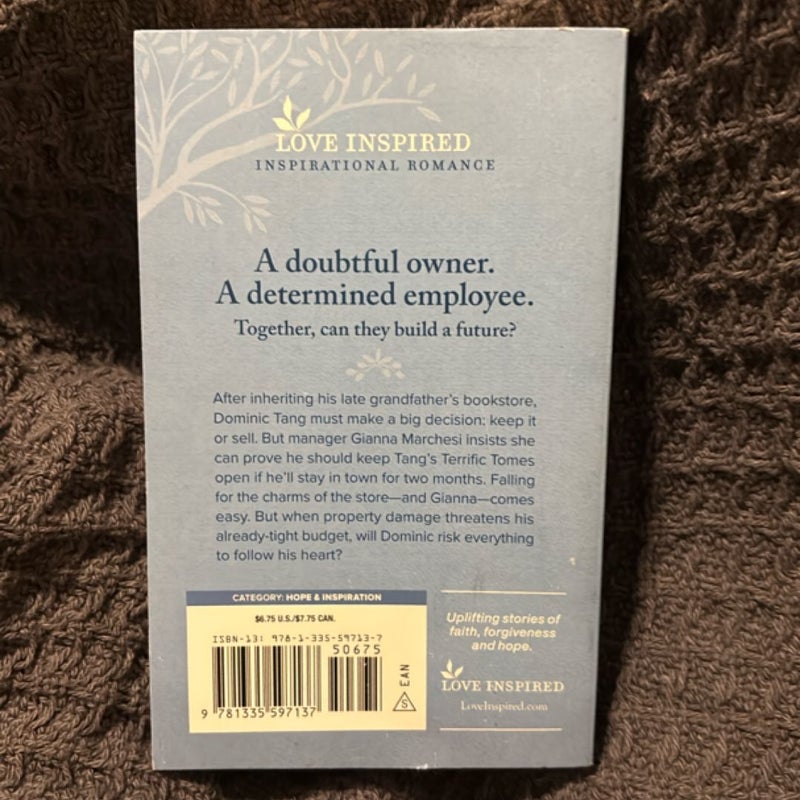 LOVE INSPIRED
INSPIRATIONAL ROMANCE
A doubtful owner.
A determined employee.
Together, can they build a future?
After inheriting his late grandfather's bookstore,
Dominic Tang must make a big decision: keep it
or sell. But manager Gianna Marchesi insists she
can prove he should keep Tang's Terrific Tomes
open if he'll stay in town for two months. Falling
for the charms of the store—and Gianna—comes
easy. But when property damage threatens his
already-tight budget, will Dominic risk everything
to follow his heart?
CATEGORY: HOPE & INSPIRATION
$6.75 U.S./$7.75 CAN.
ISBN-13: 978-1-335-59713-7
50675
EAN
S
9 781335 597137
Uplifting stories of
faith, forgiveness
and hope.
LOVE INSPIRED
LoveInspired.com